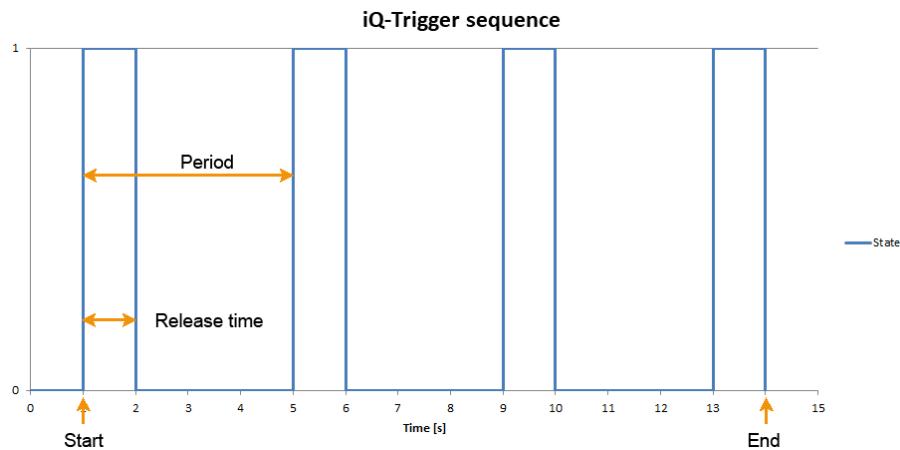 iQ-Trigger sequence
1
Period
State
Release time
0
0 1 2 3 4 5 6 7 8 9 10 11 12 13 14 15
Time [s]
Start
End